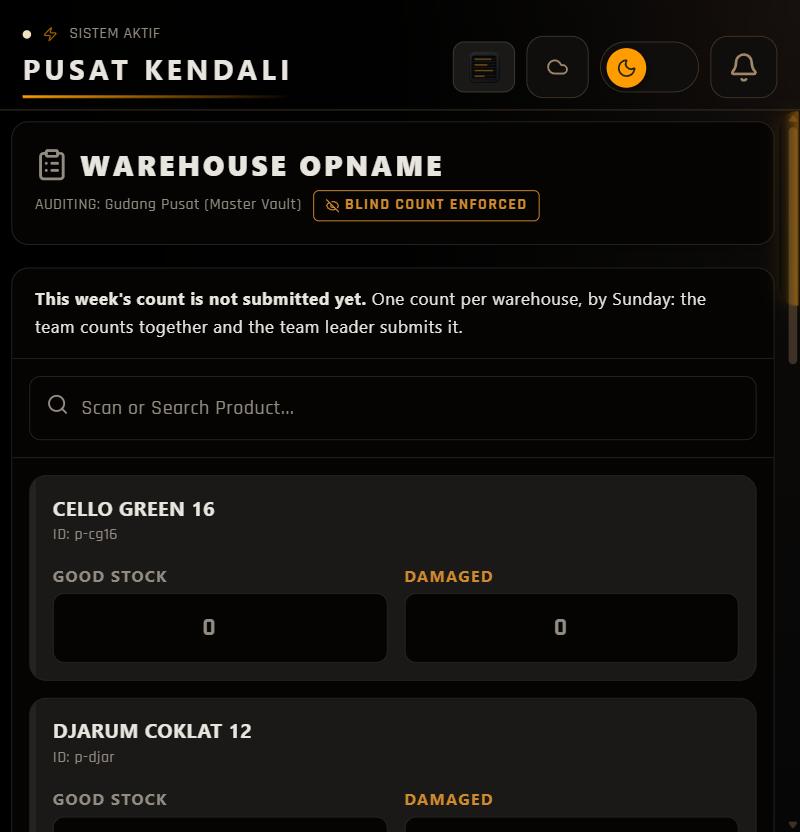 SISTEM AKTIF
PUSAT KENDALI
WAREHOUSE OPNAME
AUDITING: Gudang Pusat (Master Vault)
BLIND COUNT ENFORCED
This week's count is not submitted yet. One count per warehouse, by Sunday: the
team counts together and the team leader submits it.
Scan or Search Product...
CELLO GREEN 16
ID: p-cg16
GOOD STOCK
DAMAGED
0
0
DJARUM COKLAT 12
ID: p-djar
GOOD STOCK
DAMAGED